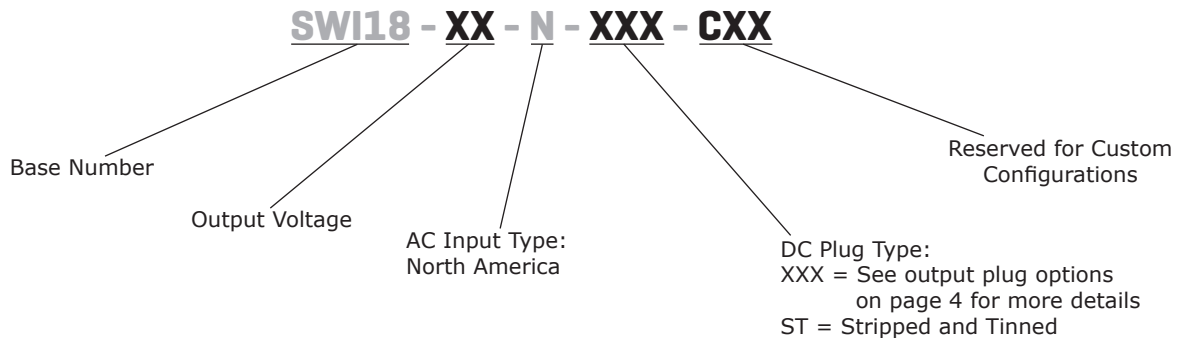 SWI18 - XX - N - XXX - CXX
Base Number
Output Voltage
AC Input Type:
North America
DC Plug Type:
XXX = See output plug options
on page 4 for more details
ST = Stripped and Tinned
Reserved for Custom
Configurations